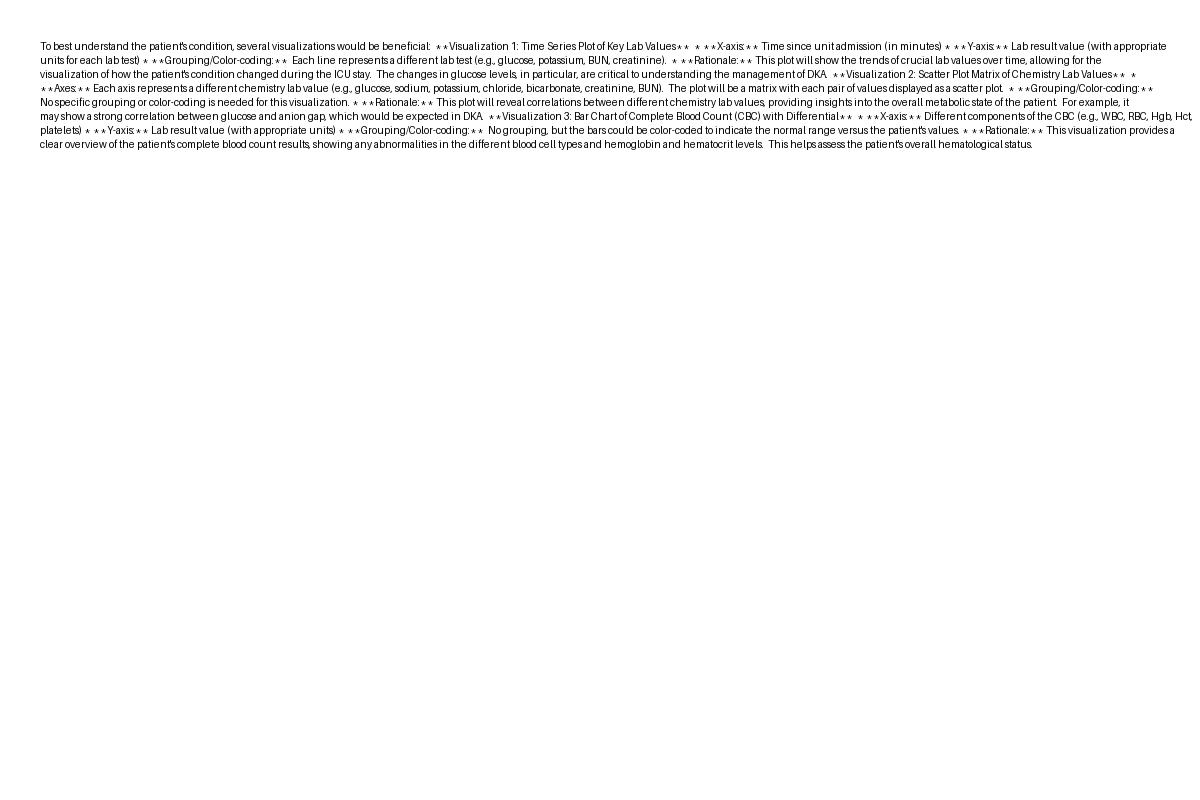 To best understand the patient's condition, several visualizations would be beneficial:  **Visualization 1: Time Series Plot of Key Lab Values**  * **X-axis:** Time since unit admission (in minutes) * **Y-axis:** Lab result value (with appropriate
units for each lab test) * **Grouping/Color-coding:**  Each line represents a different lab test (e.g., glucose, potassium, BUN, creatinine).  * **Rationale:** This plot will show the trends of crucial lab values over time, allowing for the
visualization of how the patient's condition changed during the ICU stay.  The changes in glucose levels, in particular, are critical to understanding the management of DKA.  **Visualization 2: Scatter Plot Matrix of Chemistry Lab Values**  *
**Axes:** Each axis represents a different chemistry lab value (e.g., glucose, sodium, potassium, chloride, bicarbonate, creatinine, BUN).  The plot will be a matrix with each pair of values displayed as a scatter plot.  * **Grouping/Color-coding:**
No specific grouping or color-coding is needed for this visualization. * **Rationale:** This plot will reveal correlations between different chemistry lab values, providing insights into the overall metabolic state of the patient.  For example, it
may show a strong correlation between glucose and anion gap, which would be expected in DKA.  **Visualization 3: Bar Chart of Complete Blood Count (CBC) with Differential**  * **X-axis:** Different components of the CBC (e.g., WBC, RBC, Hgb, Hct,
platelets) * **Y-axis:** Lab result value (with appropriate units) * **Grouping/Color-coding:**  No grouping, but the bars could be color-coded to indicate the normal range versus the patient's values. * **Rationale:** This visualization provides a
clear overview of the patient's complete blood count results, showing any abnormalities in the different blood cell types and hemoglobin and hematocrit levels.  This helps assess the patient's overall hematological status.